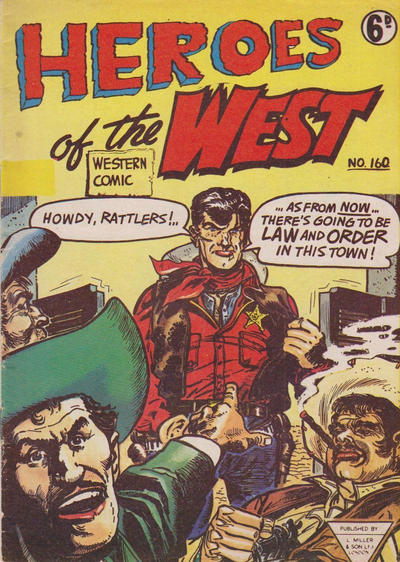 HEROES
6D
of the
WEST
WESTERN
COMIC
NO. 160
HOWDY, RATTLERS!...
... AS FROM NOW...
THERE'S GOING TO BE
LAW AND ORDER
IN THIS TOWN!
PUBLISHED BY
L. MILLER
& SON LTD.
LONDON